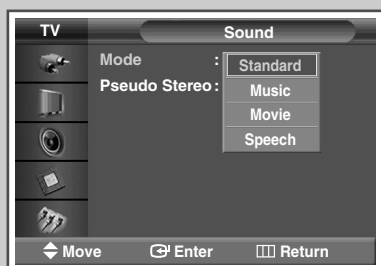 TV Sound
Mode : Standard
Pseudo Stereo : Music
Movie
Speech
Move Enter Return